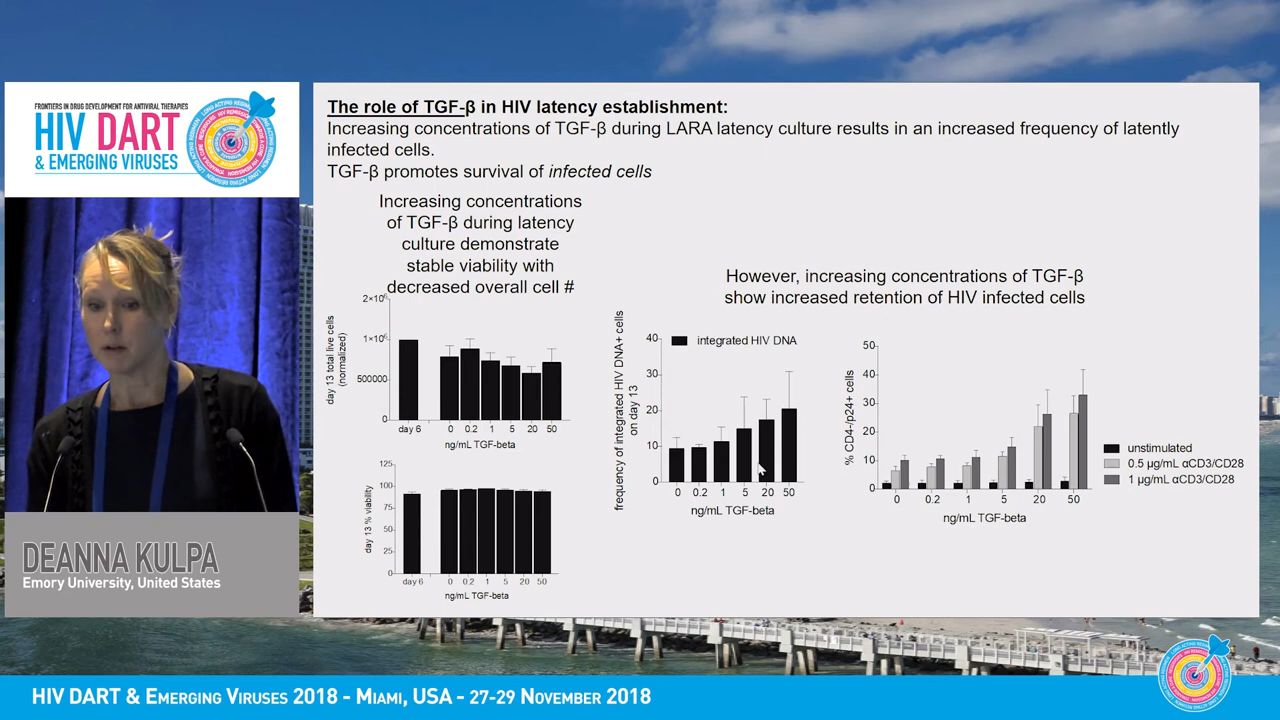 FRONTIERS IN DRUG DEVELOPMENT FOR ANTIVIRAL THERAPIES
HIV DART
& EMERGING VIRUSES
The role of TGF-β in HIV latency establishment:
Increasing concentrations of TGF-β during LARA latency culture results in an increased frequency of latently
infected cells.
TGF-β promotes survival of infected cells
Increasing concentrations
of TGF-β during latency
culture demonstrate
stable viability with
decreased overall cell #
day 13 total live cells
(normalized)
1×10⁶
500000
0
day 6 0 0.2 1 5 20 50
ng/mL TGF-beta
day 13 % viability
125
100
75
50
25
0
day 6 0 0.2 1 5 20 50
ng/mL TGF-beta
However, increasing concentrations of TGF-β
show increased retention of HIV infected cells
frequency of integrated HIV DNA+ cells
on day 13
40
30
20
10
0
integrated HIV DNA
0 0.2 1 5 20 50
ng/mL TGF-beta
% CD4-/p24+ cells
50
40
30
20
10
0
0 0.2 1 5 20 50
ng/mL TGF-beta
unstimulated
0.5 µg/mL αCD3/CD28
1 µg/mL αCD3/CD28
DEANNA KULPA
Emory University, United States
HIV DART & EMERGING VIRUSES 2018 - MIAMI, USA - 27-29 NOVEMBER 2018